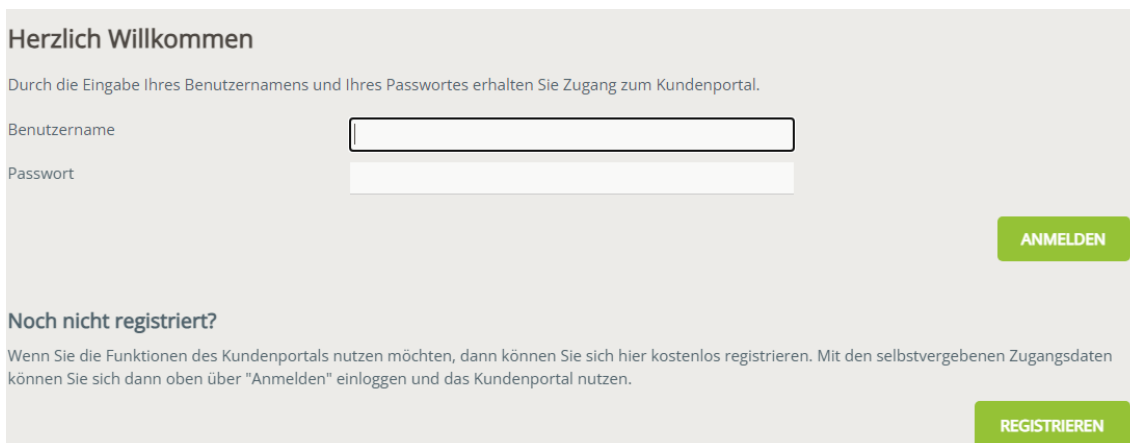 Herzlich Willkommen
Durch die Eingabe Ihres Benutzernamens und Ihres Passwortes erhalten Sie Zugang zum Kundenportal.
Benutzername
Passwort
ANMELDEN
Noch nicht registriert?
Wenn Sie die Funktionen des Kundenportals nutzen möchten, dann können Sie sich hier kostenlos registrieren. Mit den selbstvergebenen Zugangsdaten
können Sie sich dann oben über "Anmelden" einloggen und das Kundenportal nutzen.
REGISTRIEREN